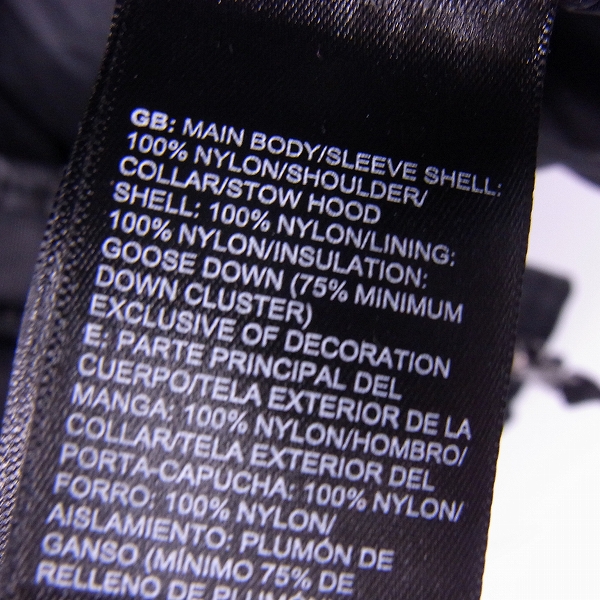 GB: MAIN BODY/SLEEVE SHELL:
100% NYLON/SHOULDER/
COLLAR/STOW HOOD
SHELL: 100% NYLON/LINING:
100% NYLON/INSULATION:
GOOSE DOWN (75% MINIMUM
DOWN CLUSTER)
EXCLUSIVE OF DECORATION
E: PARTE PRINCIPAL DEL
CUERPO/TELA EXTERIOR DE LA
MANGA: 100% NYLON/HOMBRO/
COLLAR/TELA EXTERIOR DEL
PORTA-CAPUCHA: 100% NYLON/
FORRO: 100% NYLON/
AISLAMIENTO: PLUMÓN DE
GANSO (MÍNIMO 75% DE
RELLENO DE